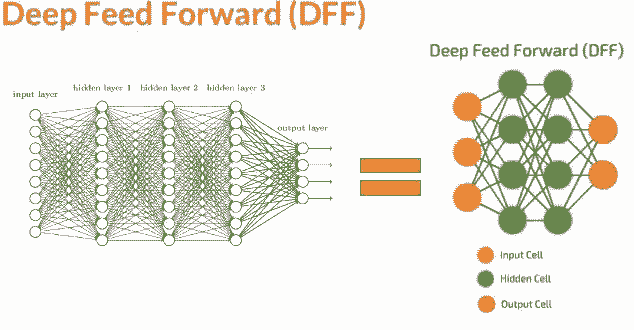 Deep Feed Forward (DFF)
input layer
hidden layer 1 hidden layer 2 hidden layer 3
output layer
Deep Feed Forward (DFF)
Input Cell
Hidden Cell
Output Cell